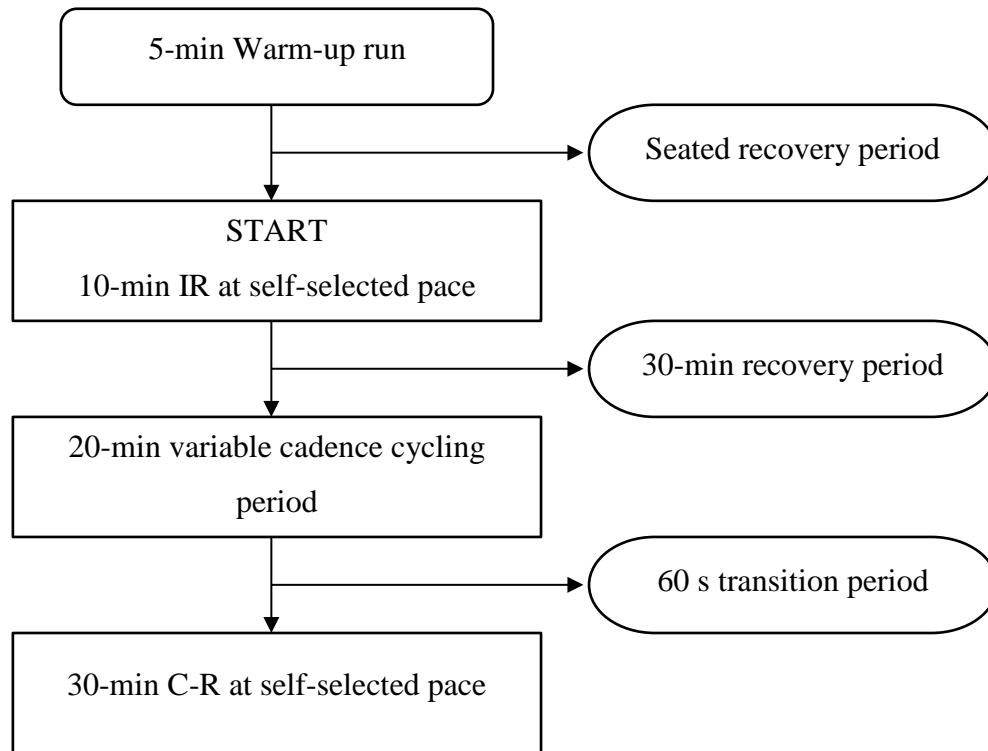 5-min Warm-up run
Seated recovery period
START
10-min IR at self-selected pace
30-min recovery period
20-min variable cadence cycling
period
60 s transition period
30-min C-R at self-selected pace